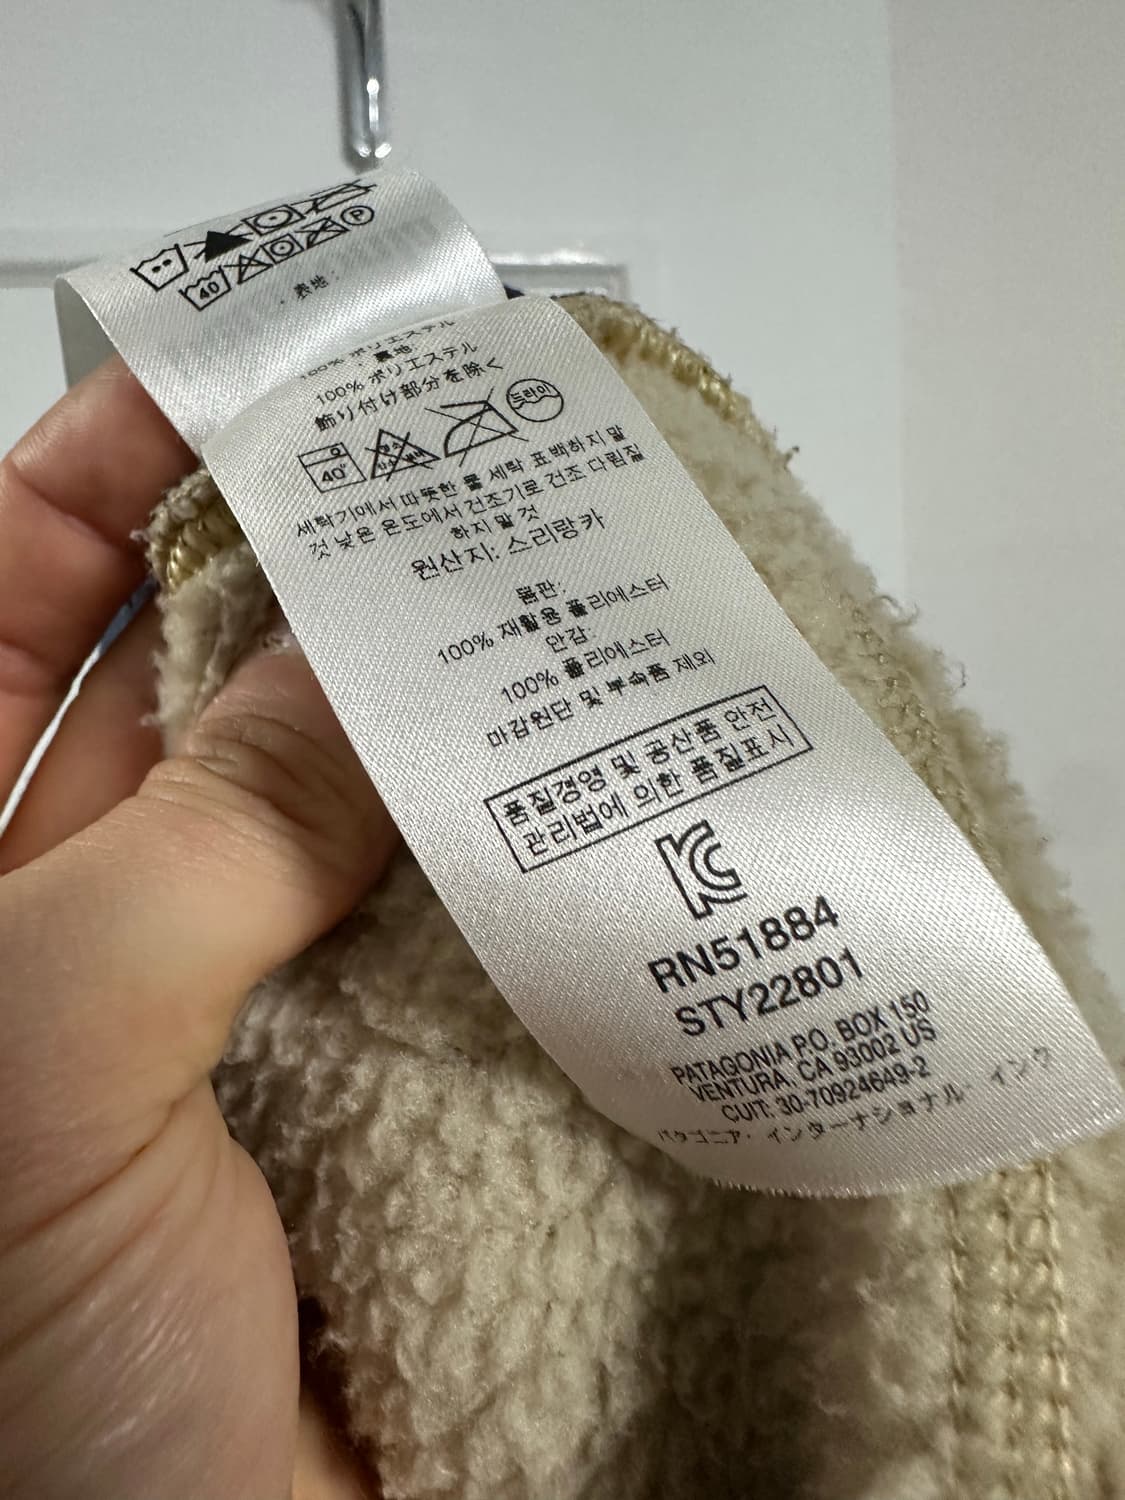 40
P
・表地:
100% ポリエステル
・裏地:
100% ポリエステル
飾り付け部分を除く
40°
드라이
세탁기에서 따뜻한 물 세탁 표백하지 말
것 낮은 온도에서 건조기로 건조 다림질
하지 말 것
원산지: 스리랑카
몸판:
100% 재활용 폴리에스터
안감:
100% 폴리에스터
마감원단 및 부속품 제외
품질경영 및 공산품 안전
관리법에 의한 품질표시
RN51884
STY22801
PATAGONIA P.O. BOX 150
VENTURA, CA 93002 US
CUIT: 30-70924649-2
パタゴニア・インターナショナル・インク